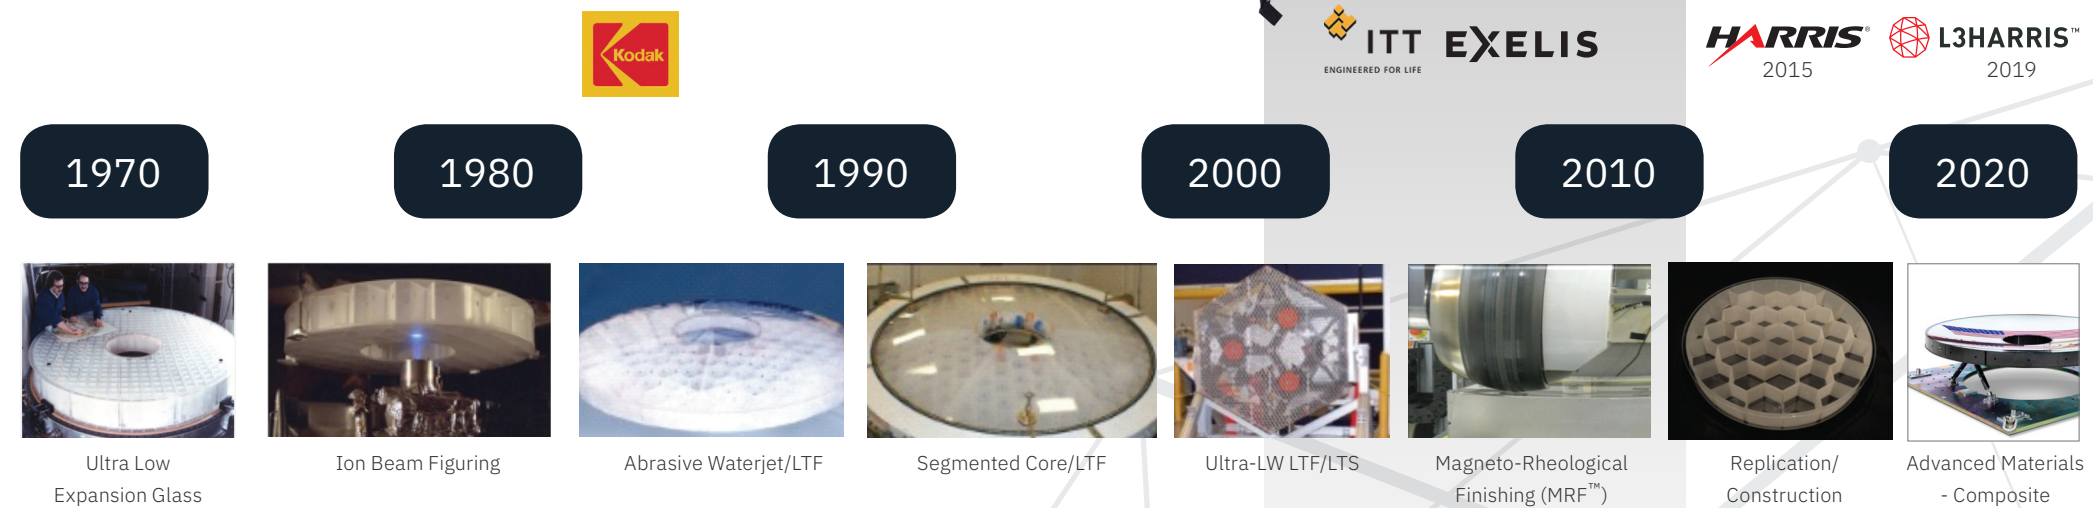 Kodak
ITT
ENGINEERED FOR LIFE
EXELIS
HARRIS®
2015
L3HARRIS™
2019
1970
1980
1990
2000
2010
2020
Ultra Low
Expansion Glass
Ion Beam Figuring
Abrasive Waterjet/LTF
Segmented Core/LTF
Ultra-LW LTF/LTS
Magneto-Rheological
Finishing (MRF™)
Replication/
Construction
Advanced Materials
- Composite